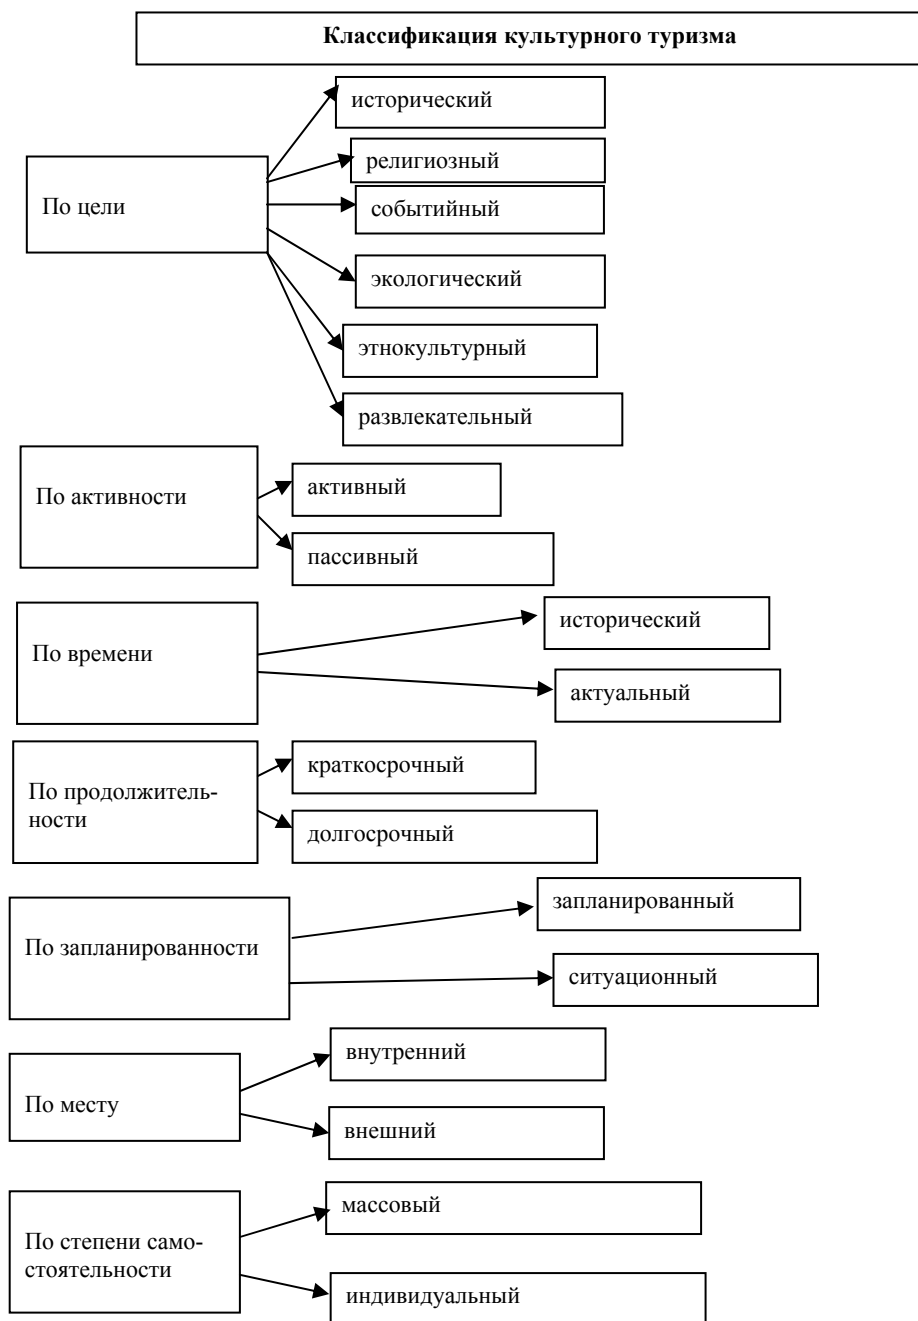 Классификация культурного туризма
По цели
исторический
религиозный
событийный
экологический
этнокультурный
развлекательный
По активности
активный
пассивный
По времени
исторический
актуальный
По продолжитель-
ности
краткосрочный
долгосрочный
По запланированности
запланированный
ситуационный
По месту
внутренний
внешний
По степени само-
стоятельности
массовый
индивидуальный